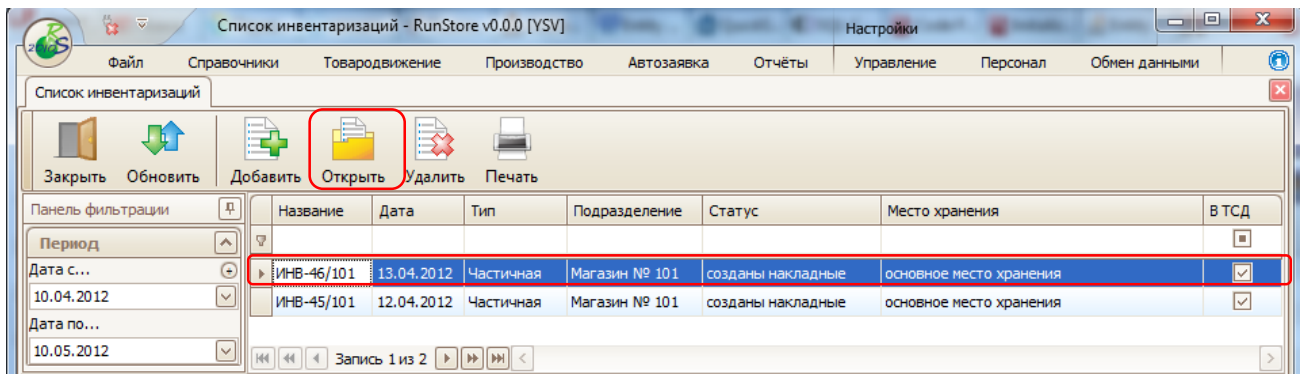 Список инвентаризаций - RunStore v0.0.0 [YSV]
Настройки
2012
Файл Справочники Товародвижение Производство Автозаявка Отчёты Управление Персонал Обмен данными
Список инвентаризаций
Закрыть Обновить Добавить Открыть Удалить Печать
Панель фильтрации
Название Дата Тип Подразделение Статус Место хранения В ТСД
Период
Дата с...
ИНВ-46/101 13.04.2012 Частичная Магазин № 101 созданы накладные основное место хранения
10.04.2012
ИНВ-45/101 12.04.2012 Частичная Магазин № 101 созданы накладные основное место хранения
Дата по...
10.05.2012
Запись 1 из 2